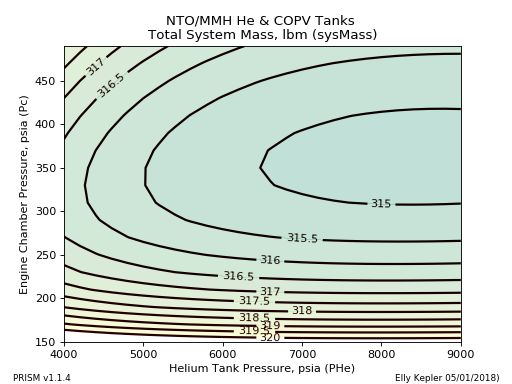 NTO/MMH He & COPV Tanks
Total System Mass, lbm (sysMass)
Engine Chamber Pressure, psia (Pc)
450
400
350
300
250
200
150
317
316.5
315
315.5
316
316.5
317
317.5
318
318.5
319
319.5
320
4000 5000 6000 7000 8000 9000
Helium Tank Pressure, psia (PHe)
PRISM v1.1.4
Elly Kepler 05/01/2018)